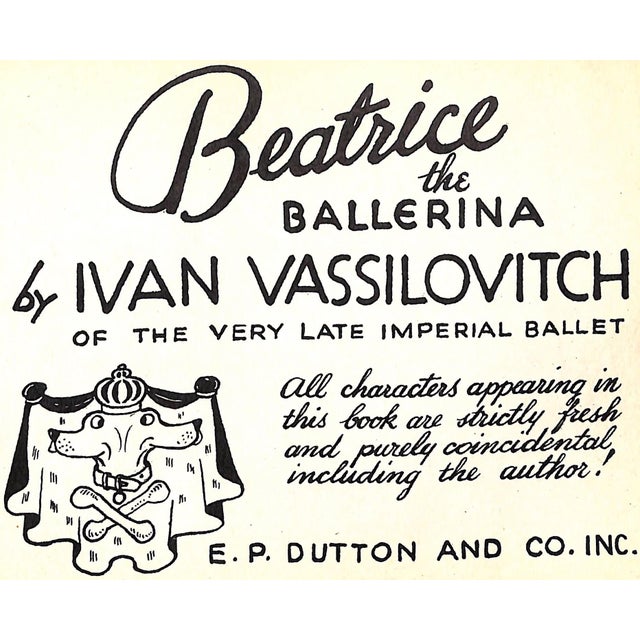 Beatrice
the
BALLERINA
by IVAN VASSILOVITCH
OF THE VERY LATE IMPERIAL BALLET
All characters appearing in
this book are strictly fresh
and purely coincidental,
including the author!
E. P. DUTTON AND CO. INC.